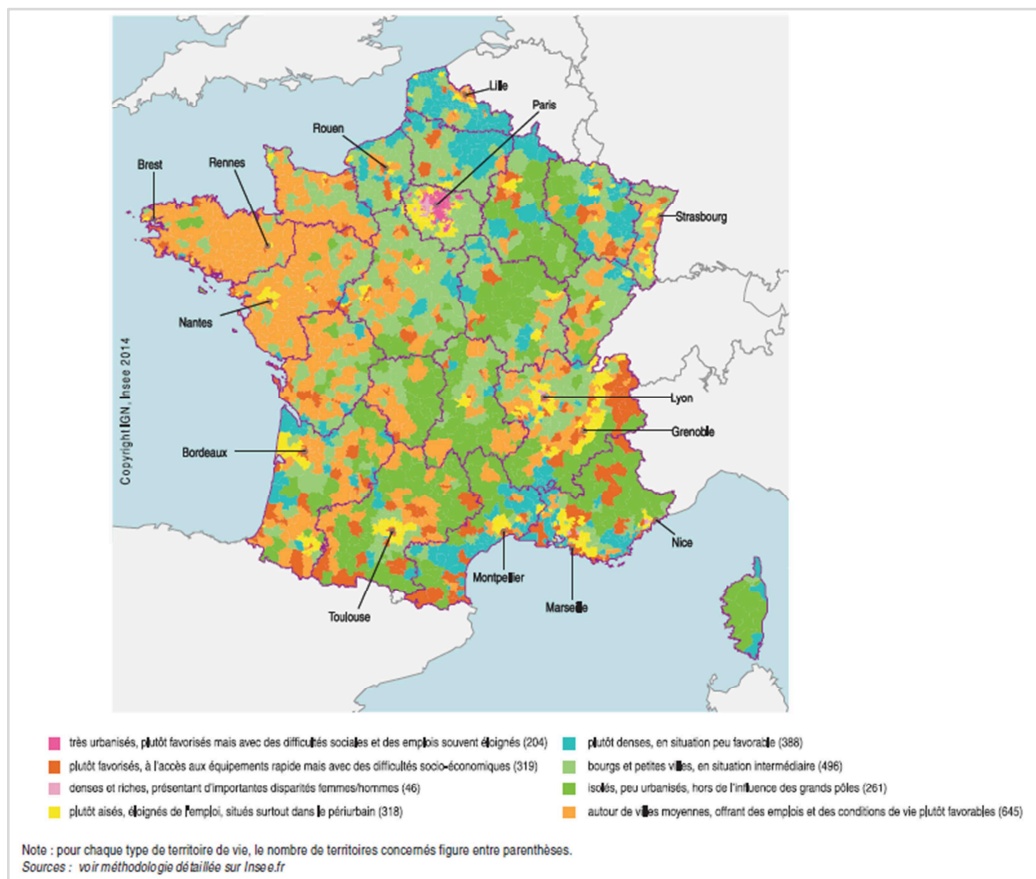 Lille
Paris
Rouen
Brest
Rennes
Strasbourg
Nantes
Copyright IGN, Insee 2014
Lyon
Grenoble
Bordeaux
Nice
Montpellier
Marseille
Toulouse
très urbanisés, plutôt favorisés mais avec des difficultés sociales et des emplois souvent éloignés (204)
plutôt favorisés, à l'accès aux équipements rapide mais avec des difficultés socio-économiques (319)
denses et riches, présentant d'importantes disparités femmes/hommes (46)
plutôt aisés, éloignés de l'emploi, situés surtout dans le périurbain (318)
plutôt denses, en situation peu favorable (388)
bourgs et petites villes, en situation intermédiaire (496)
isolés, peu urbanisés, hors de l'influence des grands pôles (261)
autour de villes moyennes, offrant des emplois et des conditions de vie plutôt favorables (645)
Note : pour chaque type de territoire de vie, le nombre de territoires concernés figure entre parenthèses.
Sources : voir méthodologie détaillée sur Insee.fr